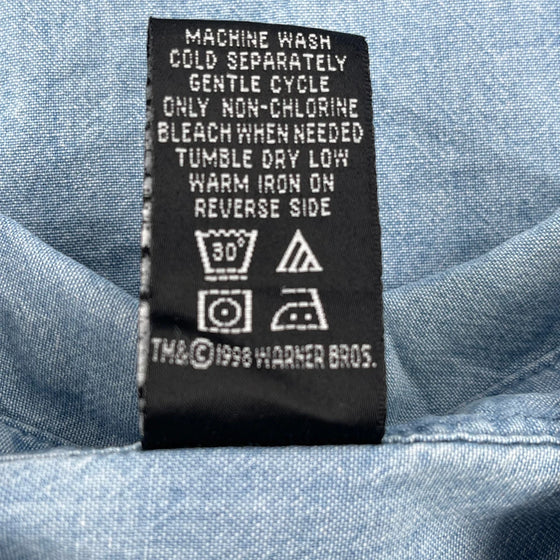 MACHINE WASH
COLD SEPARATELY
GENTLE CYCLE
ONLY NON-CHLORINE
BLEACH WHEN NEEDED
TUMBLE DRY LOW
WARM IRON ON
REVERSE SIDE
30°
TM&©1998 WARNER BROS.